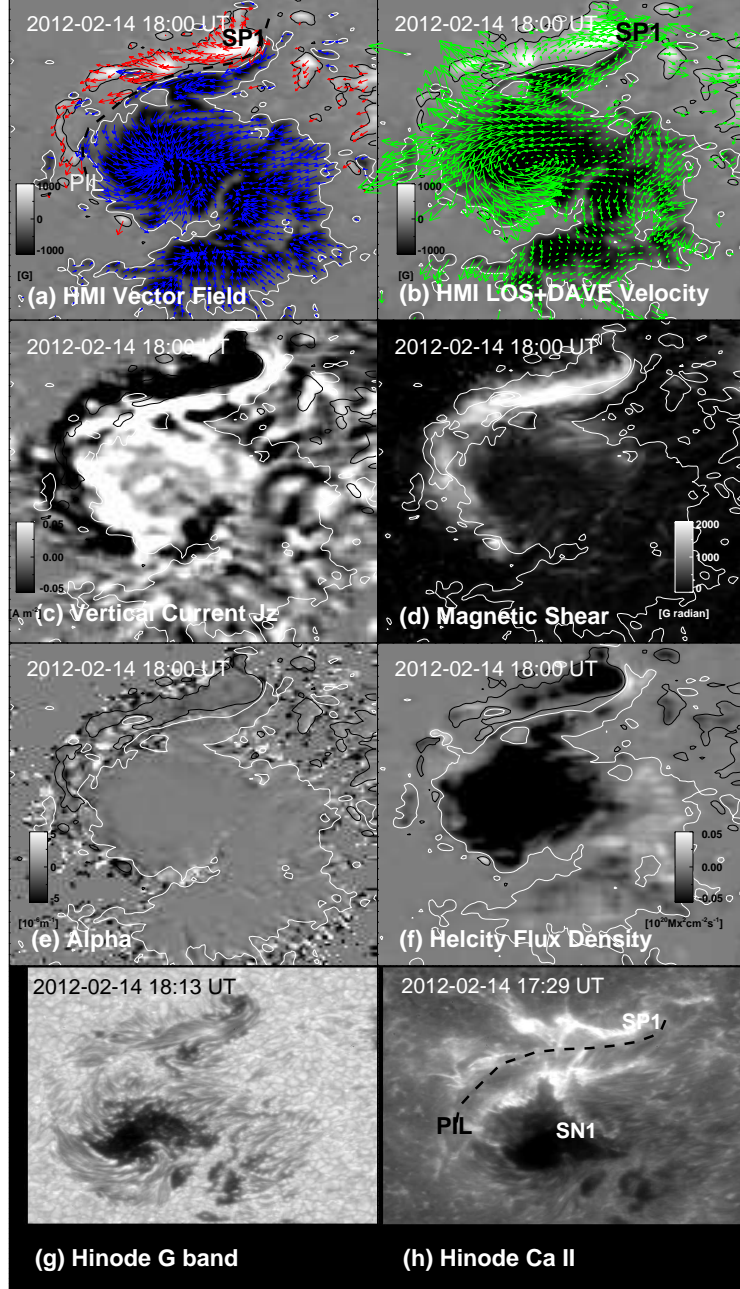 2012-02-14 18:00 UT
SP1
PIL
1000
0
-1000
[G]
(a) HMI Vector Field
2012-02-14 18:00 UT
SP1
1000
0
-1000
[G]
(b) HMI LOS+DAVE Velocity
2012-02-14 18:00 UT
0.05
0.00
-0.05
(c) Vertical Current Jz
2012-02-14 18:00 UT
2000
1000
0
[G radian]
(d) Magnetic Shear
2012-02-14 18:00 UT
5
-5
[10⁻⁶m⁻¹]
(e) Alpha
2012-02-14 18:00 UT
0.05
0.00
-0.05
[10²⁰Mx²cm⁻²s⁻¹]
(f) Helcity Flux Density
2012-02-14 18:13 UT
(g) Hinode G band
2012-02-14 17:29 UT
SP1
PIL
SN1
(h) Hinode Ca II